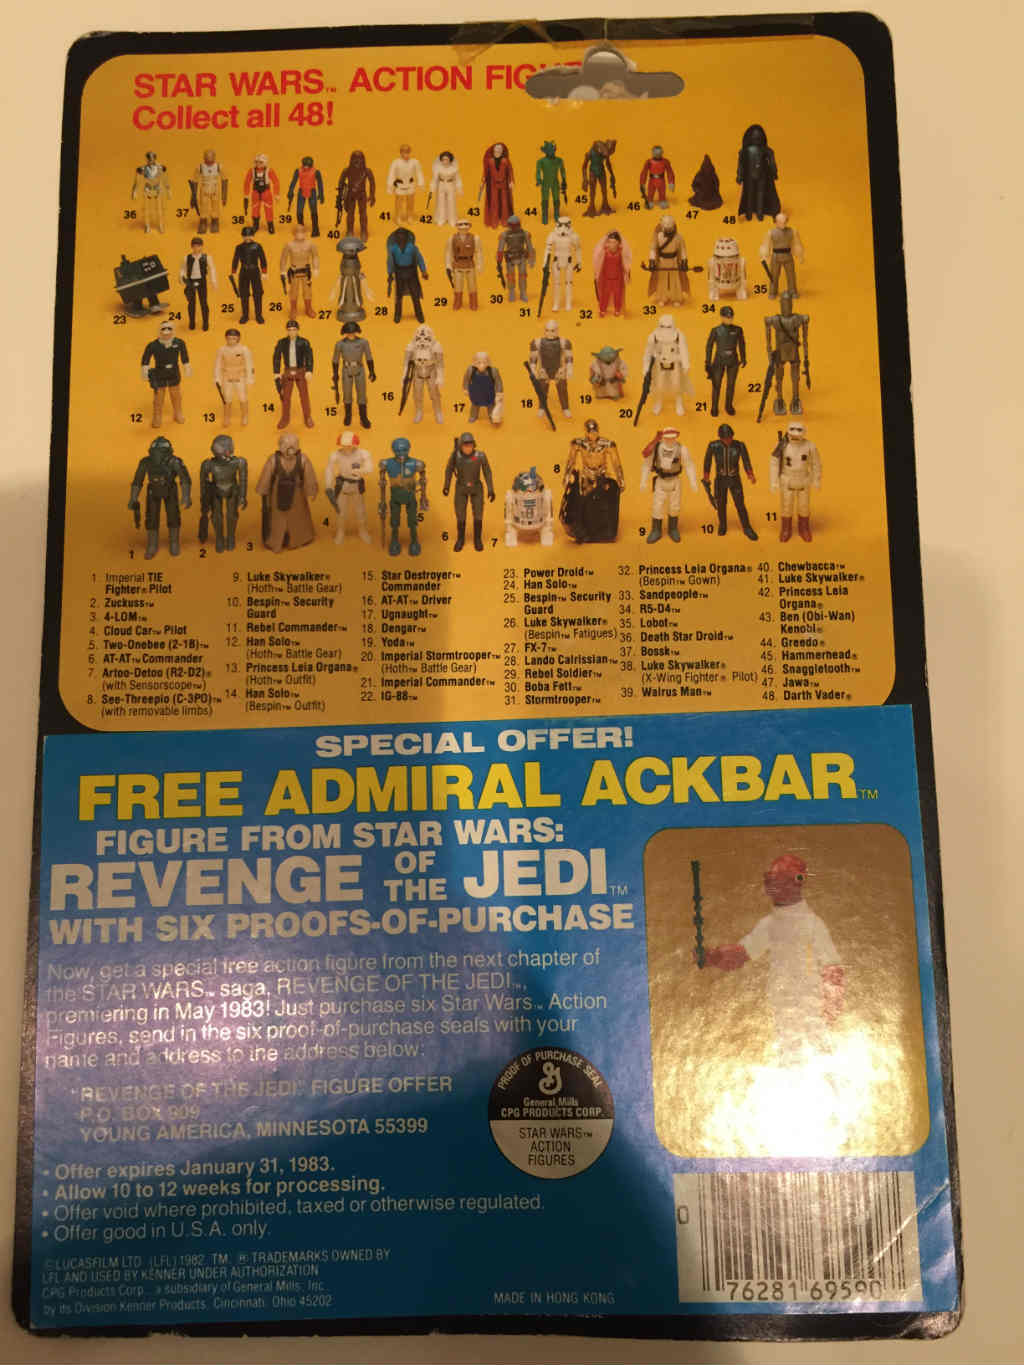 STAR WARS™ ACTION FIGU
Collect all 48!
36 37 38 39 40 41 42 43 44 45 46 47 48
23 24 25 26 27 28 29 30 31 32 33 34 35
12 13 14 15 16 17 18 19 20 21 22
1 2 3 4 5 6 7 8 9 10 11
1. Imperial TIE
Fighter® Pilot
2. Zuckuss™
3. 4-LOM™
4. Cloud Car™ Pilot
5. Two-Onebee (2-1B)™
6. AT-AT™ Commander
7. Artoo-Detoo (R2-D2)®
(with Sensorscope™)
8. See-Threepio (C-3PO)™
(with removable limbs)
9. Luke Skywalker®
(Hoth™ Battle Gear)
10. Bespin™ Security
Guard
11. Rebel Commander™
12. Han Solo™
(Hoth™ Battle Gear)
13. Princess Leia Organa®
(Hoth™ Outfit)
14. Han Solo™
(Bespin™ Outfit)
15. Star Destroyer™
Commander
16. AT-AT™ Driver
17. Ugnaught™
18. Dengar™
19. Yoda™
20. Imperial Stormtrooper™
(Hoth™ Battle Gear)
21. Imperial Commander™
22. IG-88™
23. Power Droid™
24. Han Solo™
25. Bespin™ Security
Guard
26. Luke Skywalker®
(Bespin™ Fatigues)
27. FX-7™
28. Lando Calrissian™
29. Rebel Soldier™
30. Boba Fett™
31. Stormtrooper™
32. Princess Leia Organa®
(Bespin™ Gown)
33. Sandpeople™
34. R5-D4™
35. Lobot™
36. Death Star Droid™
37. Bossk™
38. Luke Skywalker®
(X-Wing Fighter® Pilot)
39. Walrus Man™
40. Chewbacca™
41. Luke Skywalker®
42. Princess Leia
Organa®
43. Ben (Obi-Wan)
Kenobi®
44. Greedo®
45. Hammerhead®
46. Snaggletooth™
47. Jawa™
48. Darth Vader®
SPECIAL OFFER!
FREE ADMIRAL ACKBAR™
FIGURE FROM STAR WARS:
REVENGE OF THE JEDI™
WITH SIX PROOFS-OF-PURCHASE
Now, get a special free action figure from the next chapter of
the STAR WARS™ saga, REVENGE OF THE JEDI™,
premiering in May 1983! Just purchase six Star Wars™ Action
Figures, send in the six proof-of-purchase seals with your
name and address to the address below:
"REVENGE OF THE JEDI" FIGURE OFFER
P.O. BOX 909
YOUNG AMERICA, MINNESOTA 55399
PROOF OF PURCHASE SEAL
General Mills
CPG PRODUCTS CORP.
STAR WARS™
ACTION
FIGURES
• Offer expires January 31, 1983.
• Allow 10 to 12 weeks for processing.
• Offer void where prohibited, taxed or otherwise regulated.
• Offer good in U.S.A. only.
© LUCASFILM LTD. (LFL) 1982 TM, ® TRADEMARKS OWNED BY
LFL AND USED BY KENNER UNDER AUTHORIZATION
CPG Products Corp., a subsidiary of General Mills, Inc.
by its Division Kenner Products, Cincinnati, Ohio 45202
MADE IN HONG KONG
0 76281 69590